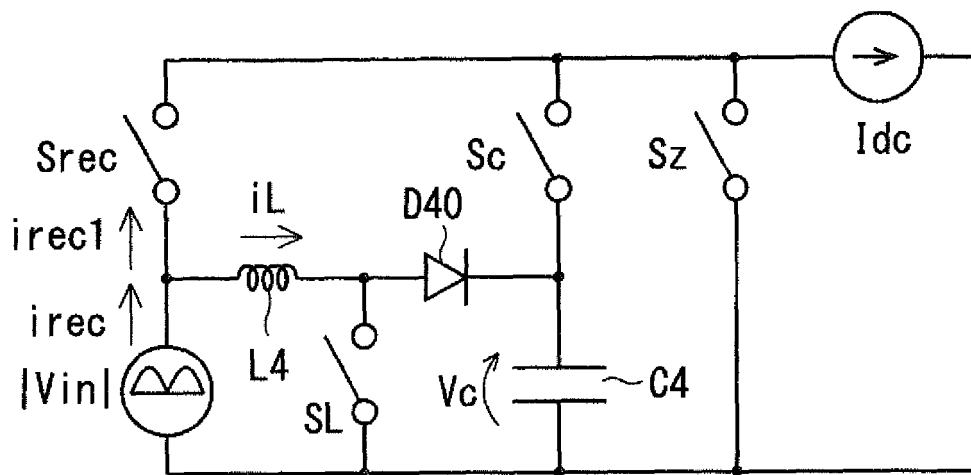 Idc
Srec
Sc
Sz
irec1
iL
D40
irec
|Vin|
L4
SL
Vc
C4